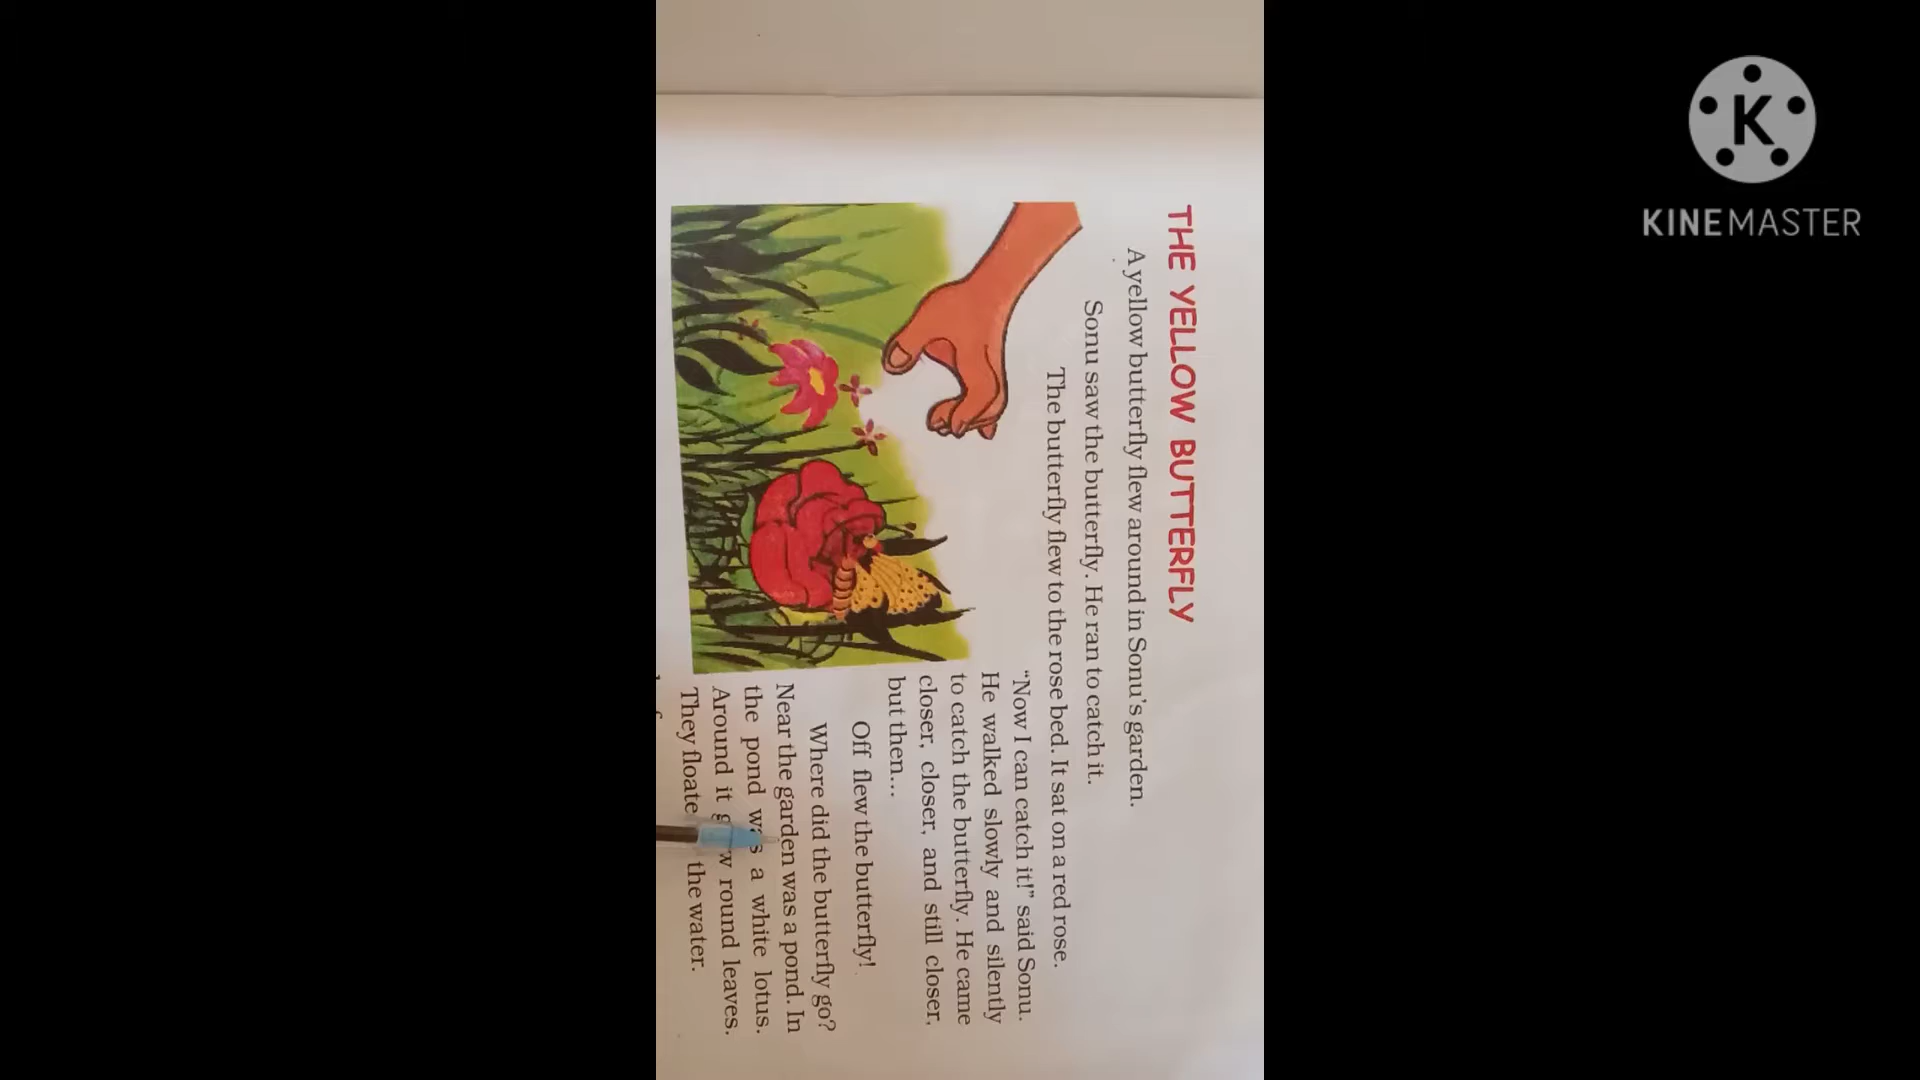 THE YELLOW BUTTERFLY
A yellow butterfly flew around in Sonu's garden.
Sonu saw the butterfly. He ran to catch it.
The butterfly flew to the rose bed. It sat on a red rose.
"Now I can catch it!" said Sonu.
He walked slowly and silently
to catch the butterfly. He came
closer, closer, and still closer,
but then...
Off flew the butterfly!
Where did the butterfly go?
Near the garden was a pond. In
the pond was a white lotus.
Around it round leaves.
They the water.
K
KINEMASTER